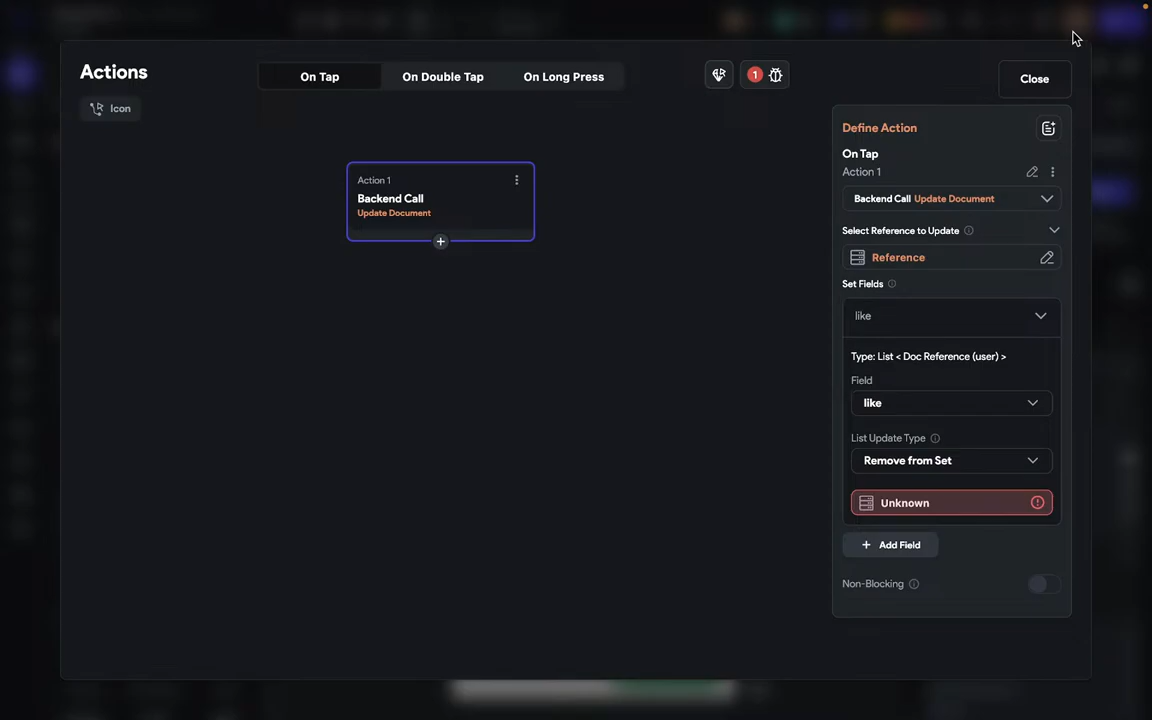 Actions
On Tap
On Double Tap
On Long Press
1
Close
Icon
Define Action
On Tap
Action 1
Backend Call Update Document
Select Reference to Update
Reference
Set Fields
like
Type: List < Doc Reference (user) >
Field
like
List Update Type
Remove from Set
Unknown
+ Add Field
Non-Blocking
Action 1
Backend Call
Update Document